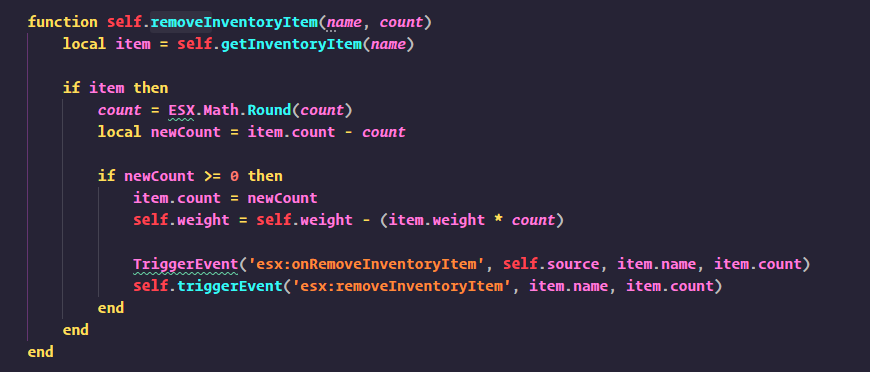 function self.removeInventoryItem(name, count)
local item = self.getInventoryItem(name)
if item then
count = ESX.Math.Round(count)
local newCount = item.count - count
if newCount >= 0 then
item.count = newCount
self.weight = self.weight - (item.weight * count)
TriggerEvent('esx:onRemoveInventoryItem', self.source, item.name, item.count)
self.triggerEvent('esx:removeInventoryItem', item.name, item.count)
end
end
end